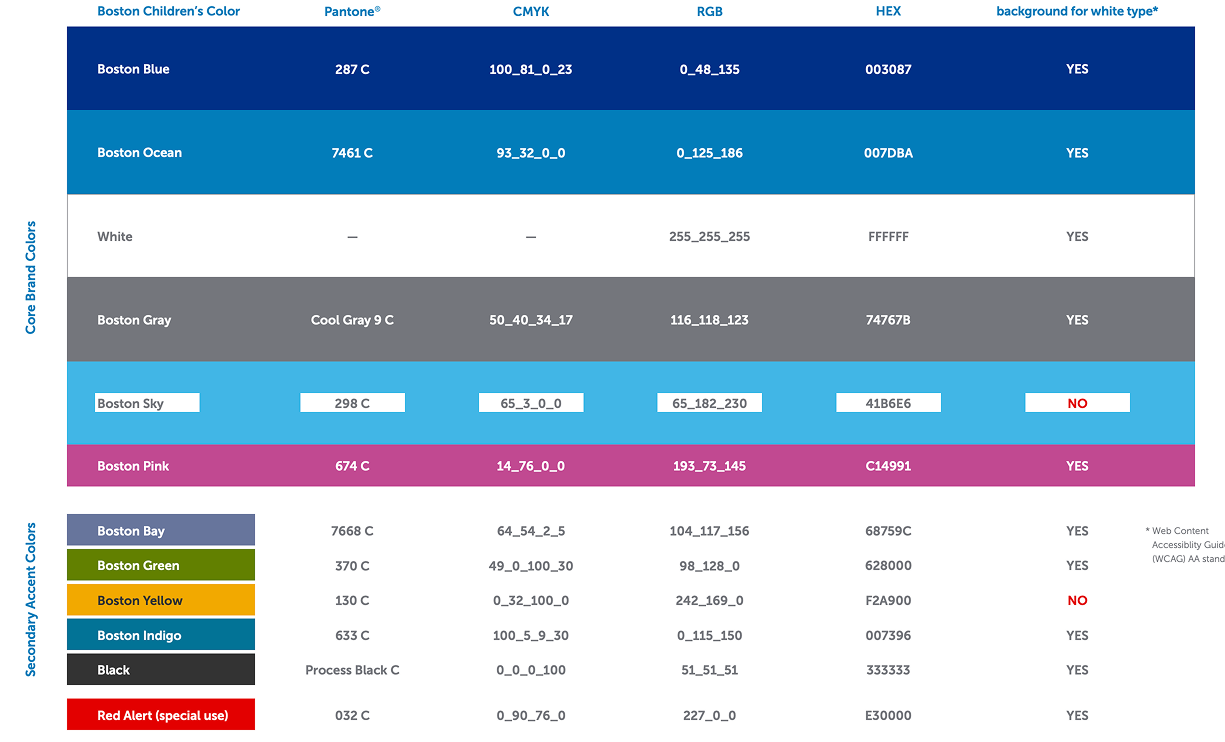 Boston Children's Color Pantone® CMYK RGB HEX background for white type*
Core Brand Colors
Boston Blue 287 C 100_81_0_23 0_48_135 003087 YES
Boston Ocean 7461 C 93_32_0_0 0_125_186 007DBA YES
White — — 255_255_255 FFFFFF YES
Boston Gray Cool Gray 9 C 50_40_34_17 116_118_123 74767B YES
Boston Sky 298 C 65_3_0_0 65_182_230 41B6E6 NO
Boston Pink 674 C 14_76_0_0 193_73_145 C14991 YES
Secondary Accent Colors
Boston Bay 7668 C 64_54_2_5 104_117_156 68759C YES
Boston Green 370 C 49_0_100_30 98_128_0 628000 YES
Boston Yellow 130 C 0_32_100_0 242_169_0 F2A900 NO
Boston Indigo 633 C 100_5_9_30 0_115_150 007396 YES
Black Process Black C 0_0_0_100 51_51_51 333333 YES
Red Alert (special use) 032 C 0_90_76_0 227_0_0 E30000 YES
* Web Content
Accessiblity Guid
(WCAG) AA stand